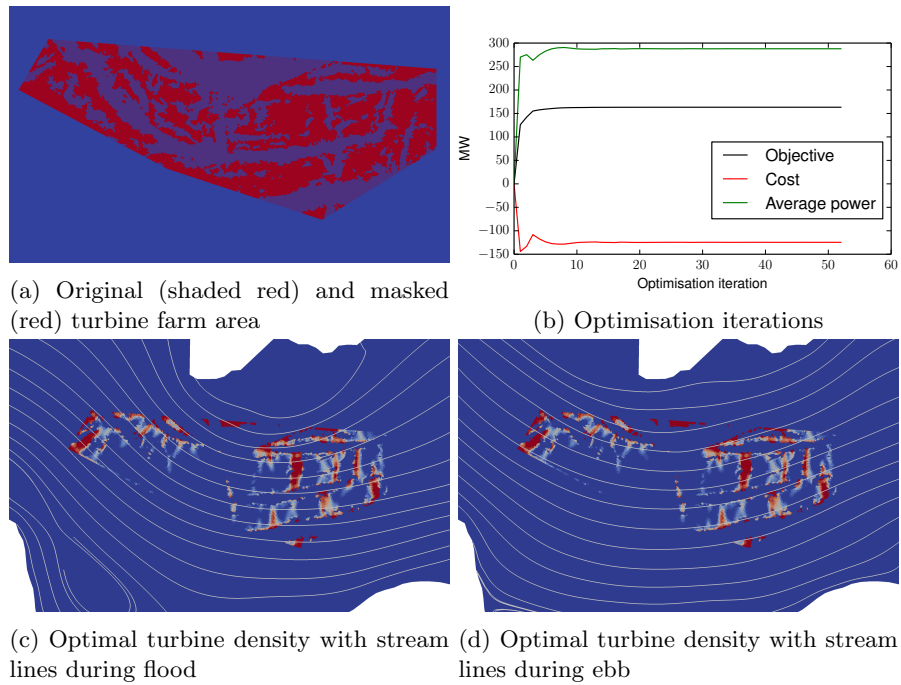 300
250
200
150
100
50
0
−50
−100
−150
MW
Objective
Cost
Average power
0
10
20
30
40
50
60
Optimisation iteration
(a) Original (shaded red) and masked
(red) turbine farm area
(b) Optimisation iterations
(c) Optimal turbine density with stream
lines during flood
(d) Optimal turbine density with stream
lines during ebb